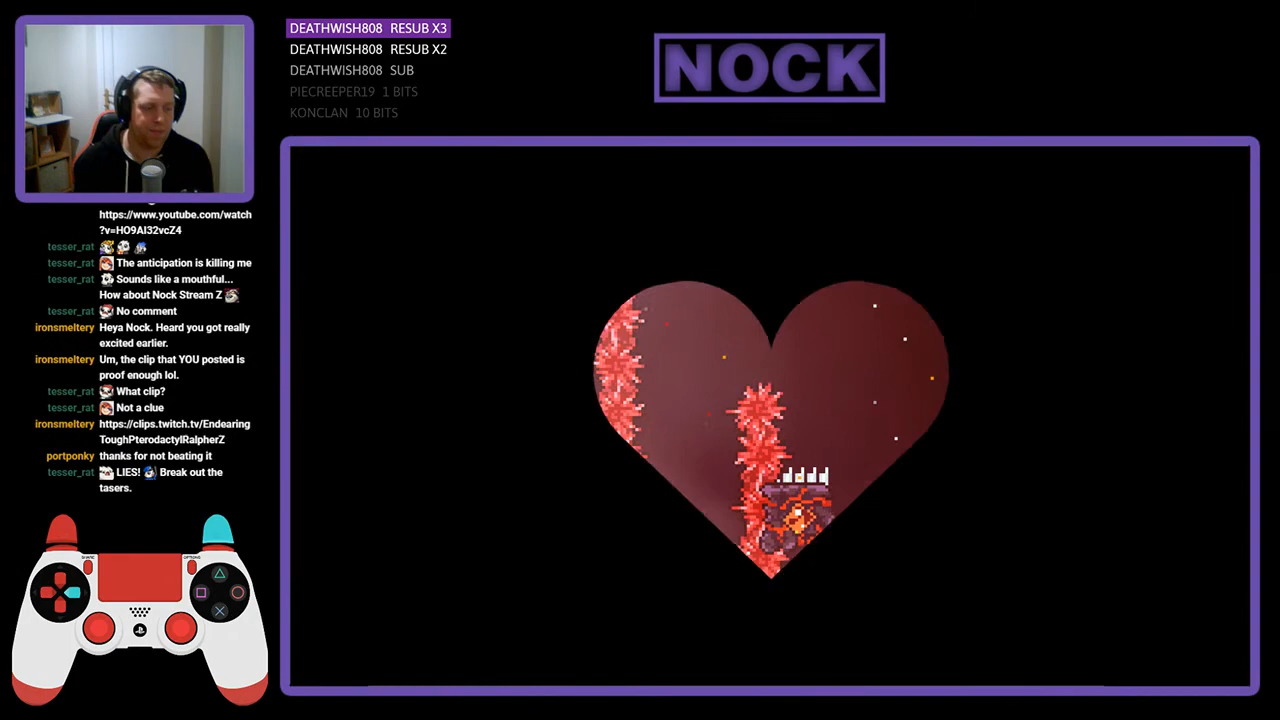 DEATHWISH808 RESUB X3
DEATHWISH808 RESUB X2
DEATHWISH808 SUB
PIECREEPER19 1 BITS
KONCLAN 10 BITS
NOCK
https://www.youtube.com/watch
?v=HO9AI32vcZ4
tesser_rat
tesser_rat The anticipation is killing me
tesser_rat Sounds like a mouthful...
How about Nock Stream Z
tesser_rat No comment
ironsmeltery Heya Nock. Heard you got really
excited earlier.
ironsmeltery Um, the clip that YOU posted is
proof enough lol.
tesser_rat What clip?
tesser_rat Not a clue
ironsmeltery https://clips.twitch.tv/Endearing
ToughPterodactylRalpherZ
portponky thanks for not beating it
tesser_rat LIES! Break out the
tasers.
SHARE
OPTIONS